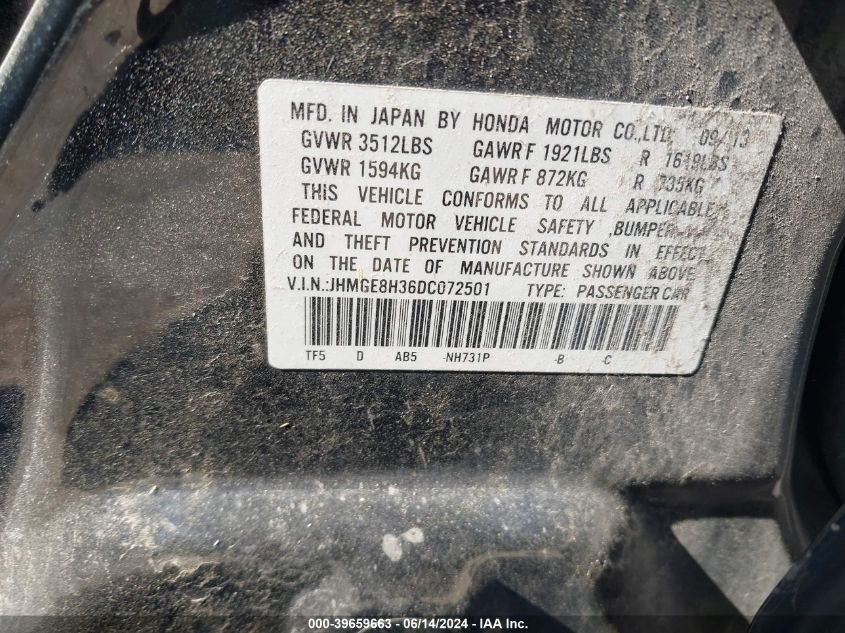 MFD. IN JAPAN BY HONDA MOTOR CO.,LTD. 09/13
GVWR 3512LBS GAWR F 1921LBS R 1619LBS
GVWR 1594KG GAWR F 872KG R 735KG
THIS VEHICLE CONFORMS TO ALL APPLICABLE
FEDERAL MOTOR VEHICLE SAFETY ,BUMPER
AND THEFT PREVENTION STANDARDS IN EFFECT
ON THE DATE OF MANUFACTURE SHOWN ABOVE
V.I.N.:JHMGE8H36DC072501 TYPE: PASSENGER CAR
TF5 D AB5 -NH731P -B -C
000-39659663 - 06/14/2024 - © IAA, Inc.